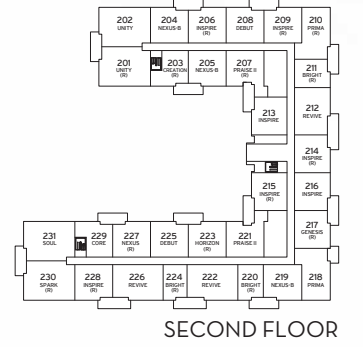 202
UNITY
204
NEXUS-B
206
INSPIRE
(R)
208
DEBUT
209
INSPIRE
(R)
210
PRIMA
201
UNITY
(R)
203
CREATION
(R)
205
NEXUS-B
207
PRAISE II
(R)
211
BRIGHT
(R)
213
INSPIRE
212
REVIVE
214
INSPIRE
(R)
215
INSPIRE
(R)
216
INSPIRE
217
GENESIS
(R)
231
SOUL
229
CORE
227
NEXUS
(R)
225
DEBUT
223
HORIZON
(R)
221
PRAISE II
230
SPARK
(R)
228
INSPIRE
(R)
226
REVIVE
224
BRIGHT
(R)
222
REVIVE
220
BRIGHT
(R)
219
NEXUS-B
218
PRIMA
SECOND FLOOR